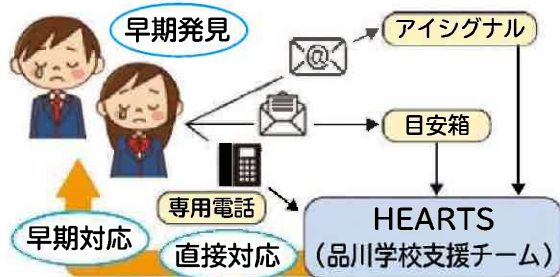 早期発見
アイシグナル
@
目安箱
専用電話
HEARTS
(品川学校支援チーム)
早期対応
直接対応